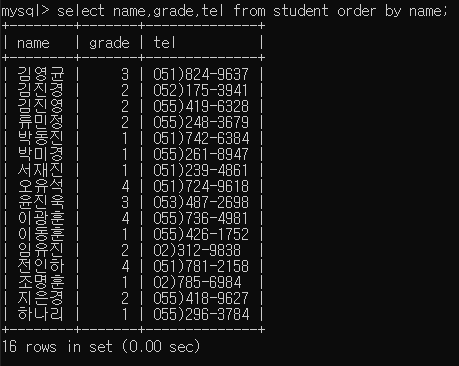 mysql> select name,grade,tel from student order by name;
+--------+-------+--------------+
| name | grade | tel |
+--------+-------+--------------+
| 김영균 | 3 | 051)824-9637 |
| 김진경 | 2 | 052)175-3941 |
| 김진영 | 2 | 055)419-6328 |
| 류민정 | 2 | 055)248-3679 |
| 박동진 | 1 | 051)742-6384 |
| 박미경 | 1 | 055)261-8947 |
| 서재진 | 1 | 051)239-4861 |
| 오유석 | 4 | 051)724-9618 |
| 윤진욱 | 3 | 053)487-2698 |
| 이광훈 | 4 | 055)736-4981 |
| 이동훈 | 1 | 055)426-1752 |
| 임유진 | 2 | 02)312-9838 |
| 전인하 | 4 | 051)781-2158 |
| 조명훈 | 1 | 02)785-6984 |
| 지은경 | 2 | 055)418-9627 |
| 하나리 | 1 | 055)296-3784 |
+--------+-------+--------------+
16 rows in set (0.00 sec)